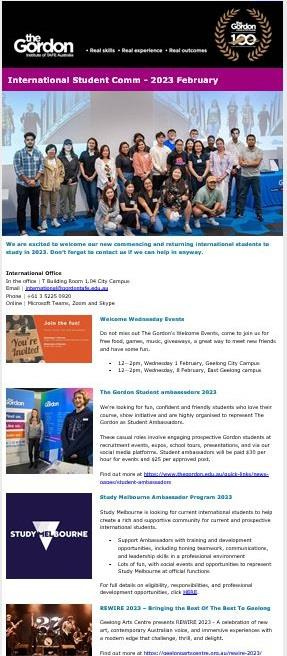 the
Gordon
Institute of TAFE Australia
• Real skills • Real experience • Real outcomes
the
Gordon
100
International Student Comm - 2023 February
We are excited to welcome our new commencing and returning international students to
study in 2023. Don't forget to contact us if we can help in anyway.
International Office
In the office | T Building Room 1.04 City Campus
Email | international@gordontafe.edu.au
Phone | +61 3 5225 0920
Online | Microsoft Teams, Zoom and Skype
You're
Invited
Join the fun!
Welcome Wednesday Events
Do not miss out The Gordon's Welcome Events, come to join us for
free food, games, music, giveaways, a great way to meet new friends
and have some fun.
• 12-2pm, Wednesday 1 February, Geelong City Campus
• 12-2pm, Wednesday, 8 February, East Geelong campus
The Gordon Student ambassadors 2023
We're looking for fun, confident and friendly students who love their
course, show initiative and are highly organised to represent The
Gordon as Student Ambassadors.
These casual roles involve engaging prospective Gordon students at
recruitment events, expos, school tours, presentations, and via our
social media platforms. Student ambassadors will be paid $30 per
hour for events and $25 per approved post.
Find out more at https://www.thegordon.edu.au/quick-links/news-
pages/student-ambassadors
STUDY MELBOURNE
Study Melbourne Ambassador Program 2023
Study Melbourne is looking for current international students to help
create a rich and supportive community for current and prospective
international students.
• Support Ambassadors with training and development
opportunities, including honing teamwork, communications,
and leadership skills in a professional environment
• Lots of fun, with social events and opportunities to represent
Study Melbourne at official functions
For full details on eligibility, responsibilities, and professional
development opportunities, click HERE.
REWIRE 2023 – Bringing the Best Of The Best To Geelong
Geelong Arts Centre presents REWIRE 2023 - A celebration of new
art, contemporary Australian voice, and immersive experiences with
a modern edge that challenge, thrill, and delight.
Find out more at https://geelongartscentre.org.au/rewire-2023/